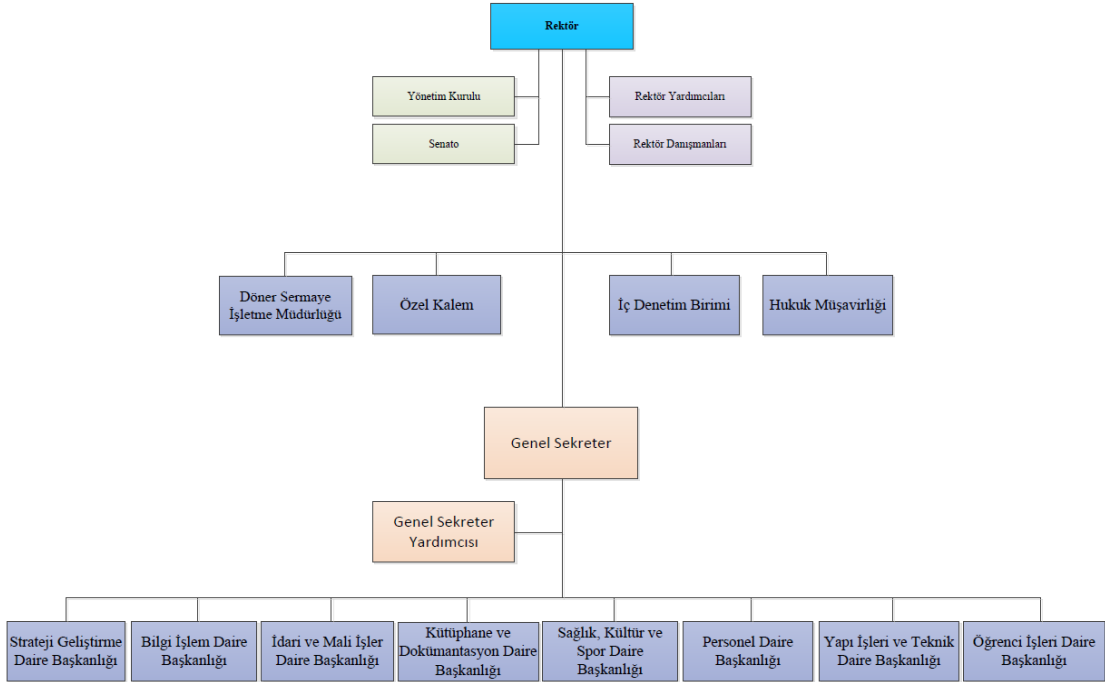 Rektör
Yönetim Kurulu
Rektör Yardımcıları
Senato
Rektör Danışmanları
Döner Sermaye
İşletme Müdürlüğü
Özel Kalem
İç Denetim Birimi
Hukuk Müşavirliği
Genel Sekreter
Genel Sekreter
Yardımcısı
Strateji Geliştirme
Daire Başkanlığı
Bilgi İşlem Daire
Başkanlığı
İdari ve Mali İşler
Daire Başkanlığı
Kütüphane ve
Dokümantasyon Daire
Başkanlığı
Sağlık, Kültür ve
Spor Daire
Başkanlığı
Personel Daire
Başkanlığı
Yapı İşleri ve Teknik
Daire Başkanlığı
Öğrenci İşleri Daire
Başkanlığı